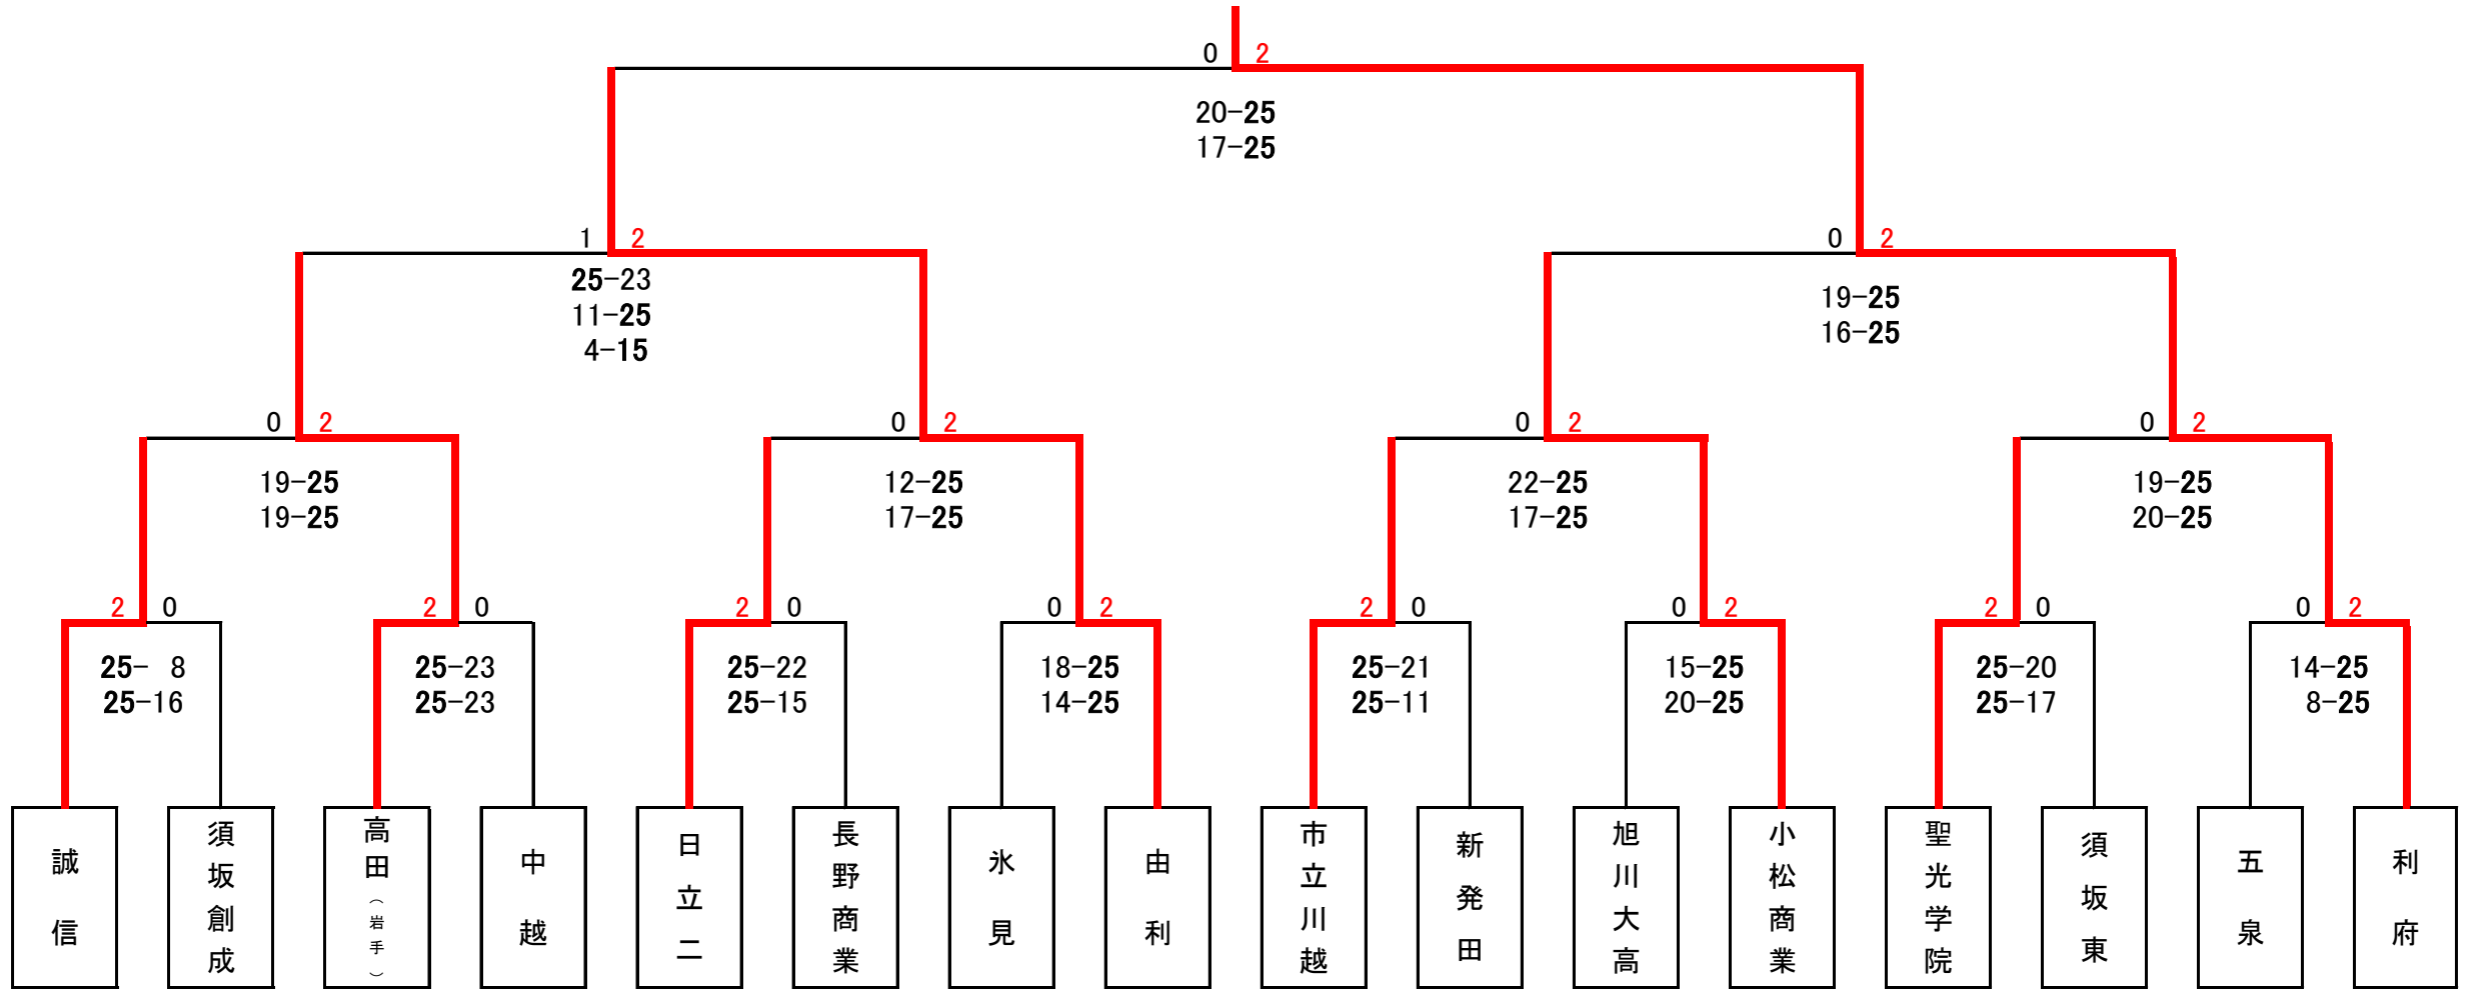 0 2
20-25
17-25
1 2
25-23
11-25
4-15
0 2
19-25
16-25
0 2
19-25
19-25
0 2
12-25
17-25
0 2
22-25
17-25
0 2
19-25
20-25
2 0
25- 8
25-16
2 0
25-23
25-23
2 0
25-22
25-15
0 2
18-25
14-25
2 0
25-21
25-11
0 2
15-25
20-25
2 0
25-20
25-17
0 2
14-25
8-25
誠信
須坂創成
高田(岩手)
中越
日立二
長野商業
氷見
由利
市立川越
新発田
旭川大高
小松商業
聖光学院
須坂東
五泉
利府